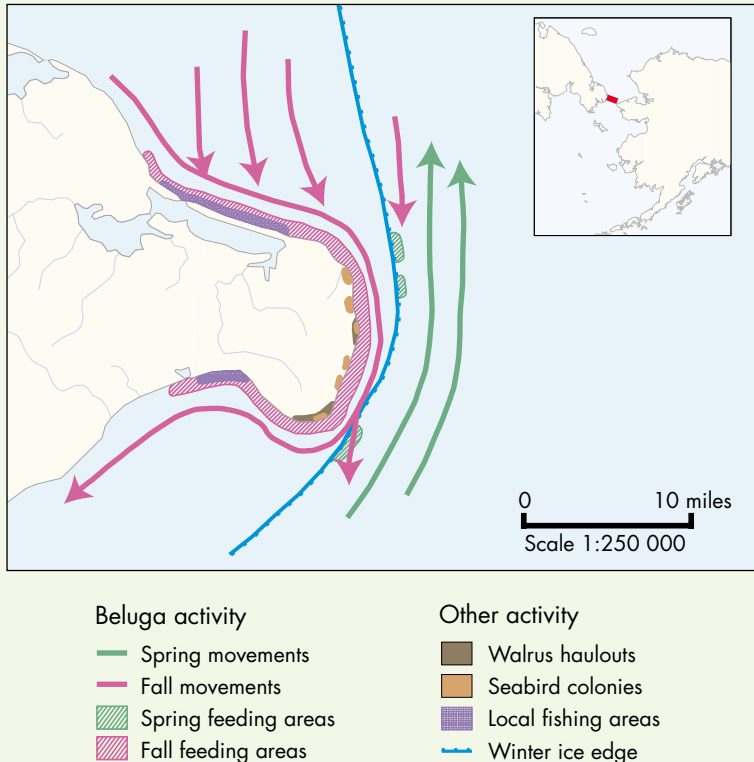 0 10 miles
Scale 1:250 000
Beluga activity
Spring movements
Fall movements
Spring feeding areas
Fall feeding areas
Other activity
Walrus haulouts
Seabird colonies
Local fishing areas
Winter ice edge